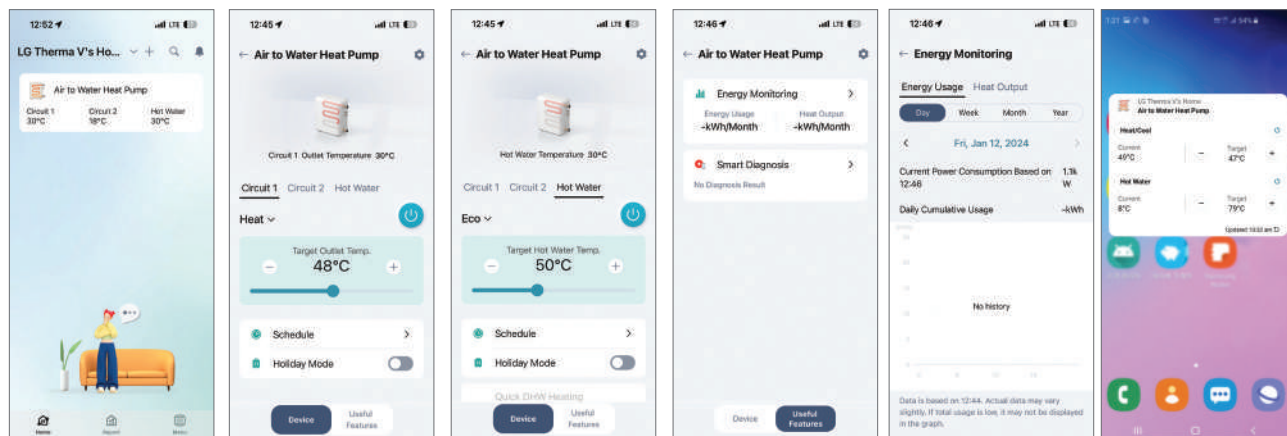 12:52
LTE
LG Therma V's Ho...
Air to Water Heat Pump
Circuit 1
Circuit 2
Hot Water
30°C
18°C
30°C
Home
Report
Menu
12:45
LTE
Air to Water Heat Pump
Circuit 1 Outlet Temperature 30°C
Circuit 1 Circuit 2 Hot Water
Heat
Target Outlet Temp.
− 48°C +
Schedule
Holiday Mode
Device
Useful
Features
12:45
LTE
Air to Water Heat Pump
Hot Water Temperature 30°C
Circuit 1 Circuit 2 Hot Water
Eco
Target Hot Water Temp.
− 50°C +
Schedule
Holiday Mode
Quick DHW Heating
Device
Useful
Features
12:46
LTE
Air to Water Heat Pump
Energy Monitoring
Energy Usage
Heat Output
-kWh/Month
-kWh/Month
Smart Diagnosis
No Diagnosis Result
Device
Useful
Features
12:46
LTE
Energy Monitoring
Energy Usage Heat Output
Day Week Month Year
Fri, Jan 12, 2024
Current Power Consumption Based on 1.1k
12:46 W
Daily Cumulative Usage -kWh
No history
Data is based on 12:44. Actual data may vary
slightly. If total usage is low, it may not be displayed
in the graph.
54%
LG Therma V's Home
Air to Water Heat Pump
Heat/Cool
Current
Target
− 47°C +
Hot Water
Current
Target
8°C
− 79°C +